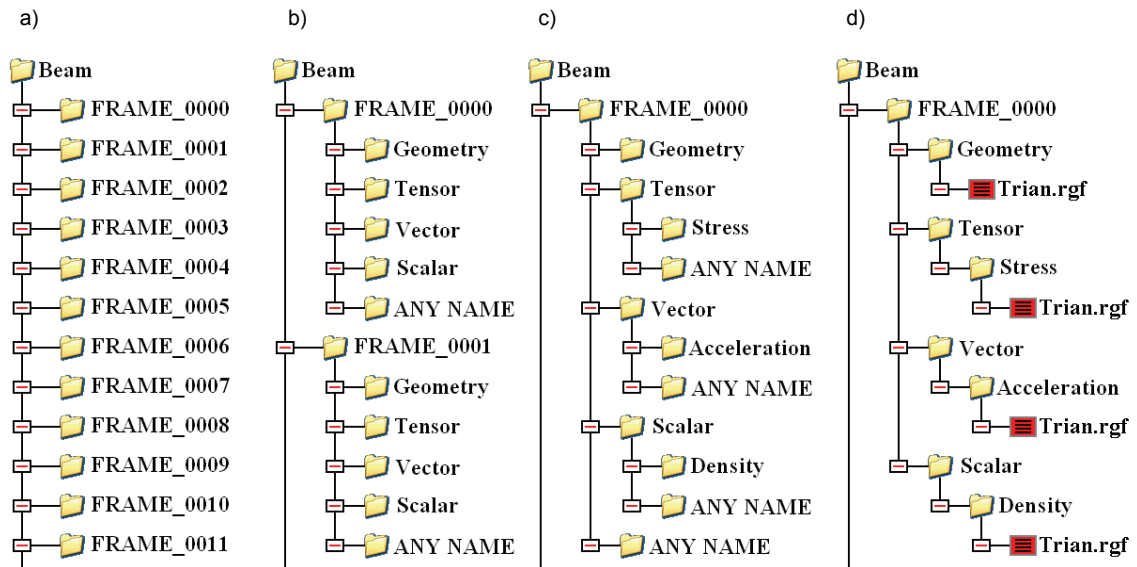 a)
Beam
FRAME_0000
FRAME_0001
FRAME_0002
FRAME_0003
FRAME_0004
FRAME_0005
FRAME_0006
FRAME_0007
FRAME_0008
FRAME_0009
FRAME_0010
FRAME_0011
b)
Beam
FRAME_0000
Geometry
Tensor
Vector
Scalar
ANY NAME
FRAME_0001
Geometry
Tensor
Vector
Scalar
ANY NAME
c)
Beam
FRAME_0000
Geometry
Tensor
Stress
ANY NAME
Vector
Acceleration
ANY NAME
Scalar
Density
ANY NAME
ANY NAME
d)
Beam
FRAME_0000
Geometry
Trian.rgf
Tensor
Stress
Trian.rgf
Vector
Acceleration
Trian.rgf
Scalar
Density
Trian.rgf